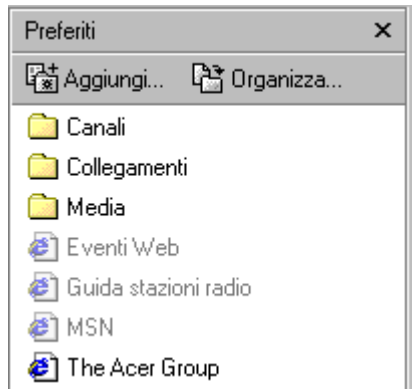 Preferiti
Aggiungi... Organizza...
Canali
Collegamenti
Media
Eventi Web
Guida stazioni radio
MSN
The Acer Group